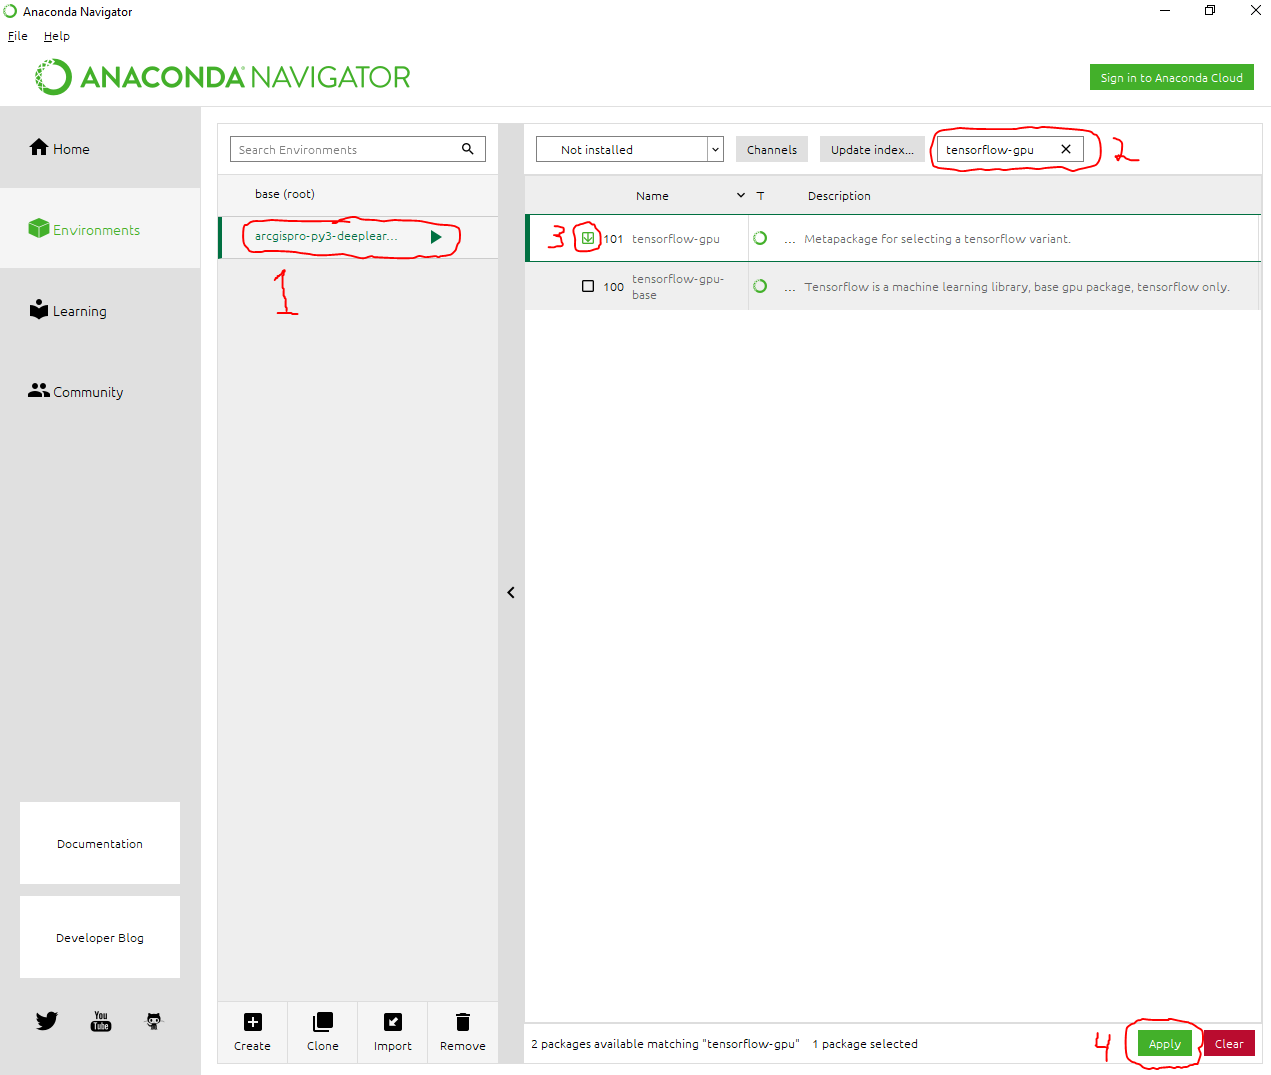 Anaconda Navigator
File Help
ANACONDA NAVIGATOR
Sign in to Anaconda Cloud
Home
Environments
Learning
Community
Documentation
Developer Blog
You
Tube
Search Environments
base (root)
arcgispro-py3-deeplear...
1
Create Clone Import Remove
Not installed Channels Update index... tensorflow-gpu 2
Name T Description
3 101 tensorflow-gpu ... Metapackage for selecting a tensorflow variant.
100 tensorflow-gpu-
base ... Tensorflow is a machine learning library, base gpu package, tensorflow only.
2 packages available matching "tensorflow-gpu" 1 package selected 4 Apply Clear